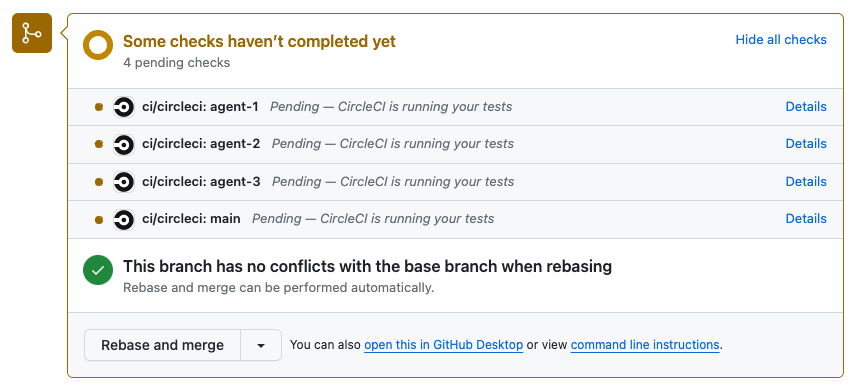 Some checks haven’t completed yet
Hide all checks
4 pending checks
ci/circleci: agent-1 Pending — CircleCI is running your tests Details
ci/circleci: agent-2 Pending — CircleCI is running your tests Details
ci/circleci: agent-3 Pending — CircleCI is running your tests Details
ci/circleci: main Pending — CircleCI is running your tests Details
This branch has no conflicts with the base branch when rebasing
Rebase and merge can be performed automatically.
Rebase and merge You can also open this in GitHub Desktop or view command line instructions.